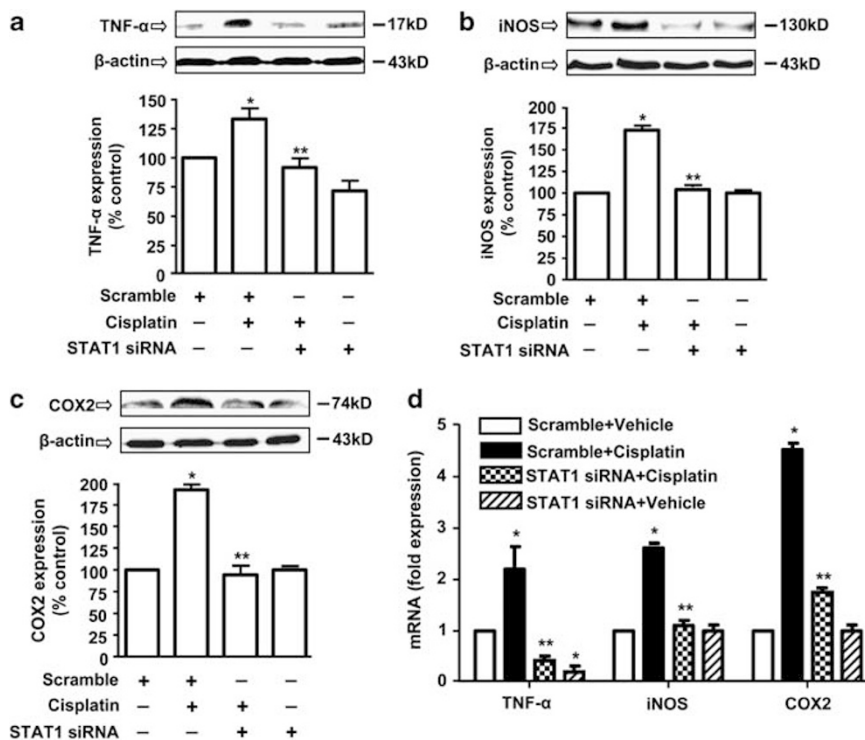 a
TNF-α⇨ −17kD
β-actin⇨ −43kD
TNF-α expression
(% control)
150
125
100
75
50
25
0
*
**
Scramble + + − −
Cisplatin − + + −
STAT1 siRNA − − + +
b
iNOS⇨ −130kD
β-actin⇨ −43kD
iNOS expression
(% control)
200
175
150
125
100
75
50
25
0
*
**
Scramble + + − −
Cisplatin − + + −
STAT1 siRNA − − + +
c
COX2⇨ −74kD
β-actin⇨ −43kD
COX2 expression
(% control)
200
175
150
125
100
75
50
25
0
*
**
Scramble + + − −
Cisplatin − + + −
STAT1 siRNA − − + +
d
mRNA (fold expression)
5
4
3
2
1
0
Scramble+Vehicle
Scramble+Cisplatin
STAT1 siRNA+Cisplatin
STAT1 siRNA+Vehicle
* ** *
* **
* **
TNF-α iNOS COX2